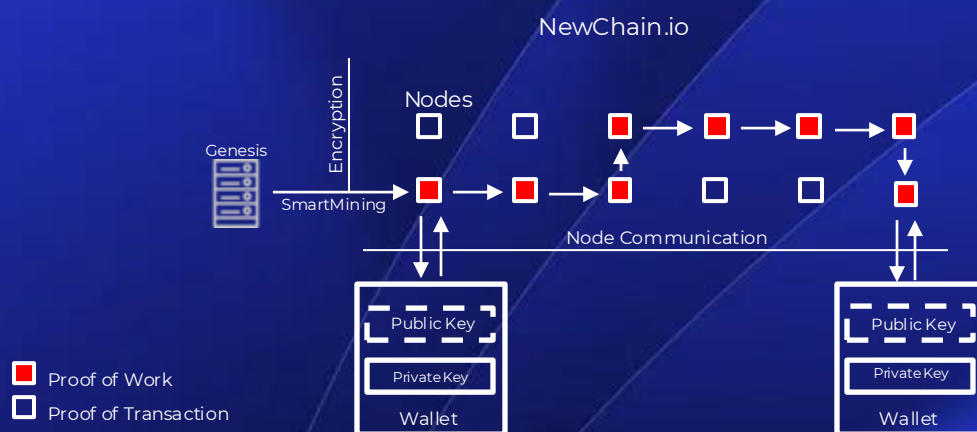 NewChain.io
Encryption
Nodes
Genesis
SmartMining
Node Communication
Public Key
Private Key
Wallet
Public Key
Private Key
Wallet
Proof of Work
Proof of Transaction